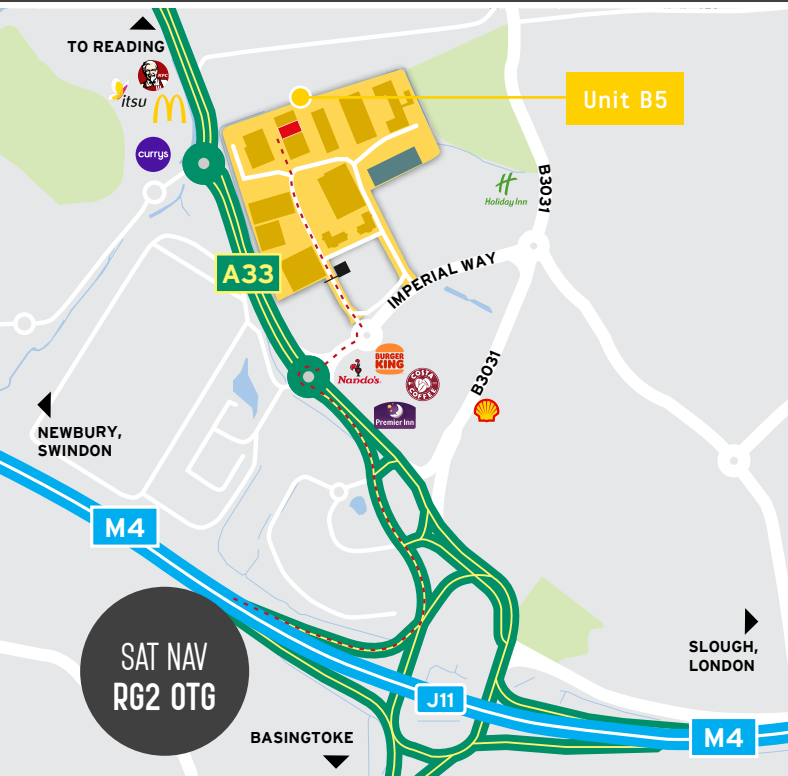 TO READING
KFC
itsu
currys
Unit B5
B3031
H
Holiday Inn
A33
IMPERIAL WAY
BURGER
KING
Nando's
COSTA
COFFEE
B3031
Premier Inn
NEWBURY,
SWINDON
M4
SAT NAV
RG2 0TG
SLOUGH,
LONDON
J11
M4
BASINGTOKE